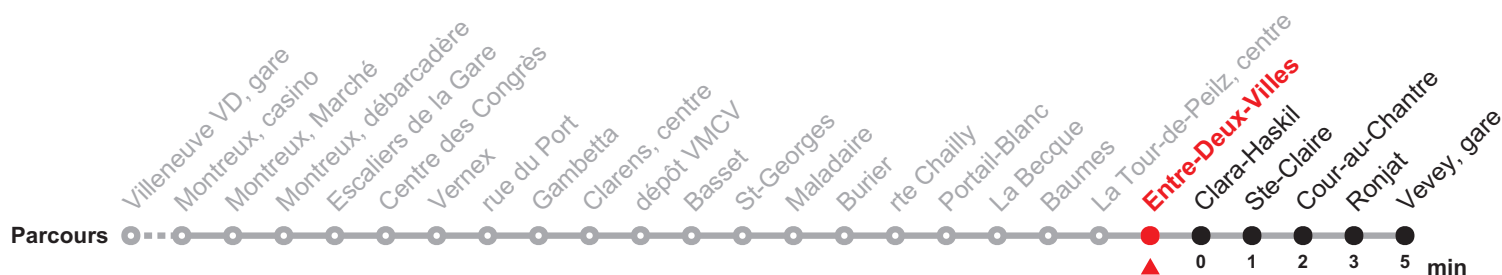 Villeneuve VD, gare
Montreux, casino
Montreux, Marché
Montreux, débarcadère
Escaliers de la Gare
Centre des Congrès
Vernex
rue du Port
Gambetta
Clarens, centre
dépôt VMCV
Basset
St-Georges
Maladaire
Burier
rte Chailly
Portail-Blanc
La Becque
Baumes
La Tour-de-Peilz, centre
Entre-Deux-Villes
Clara-Haskil
Ste-Claire
Cour-au-Chantre
Ronjat
Vevey, gare
Parcours
0 1 2 3 5 min